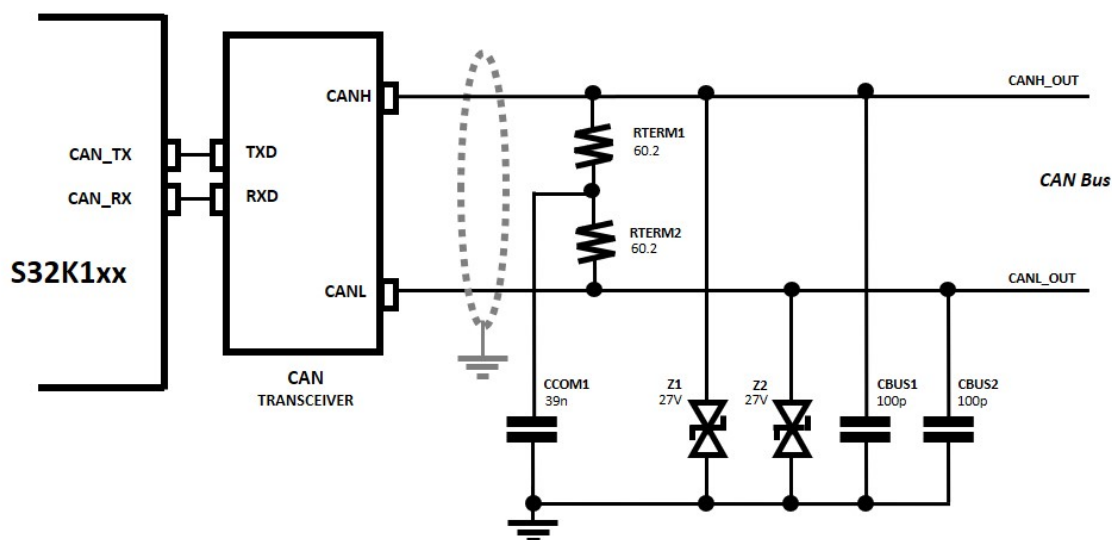 CANH_OUT
CANH
RTERM1
60.2
CAN_TX
TXD
CAN Bus
CAN_RX
RXD
RTERM2
60.2
S32K1xx
CANL
CANL_OUT
CAN
TRANSCEIVER
CCOM1
39n
Z1
27V
Z2
27V
CBUS1
100p
CBUS2
100p